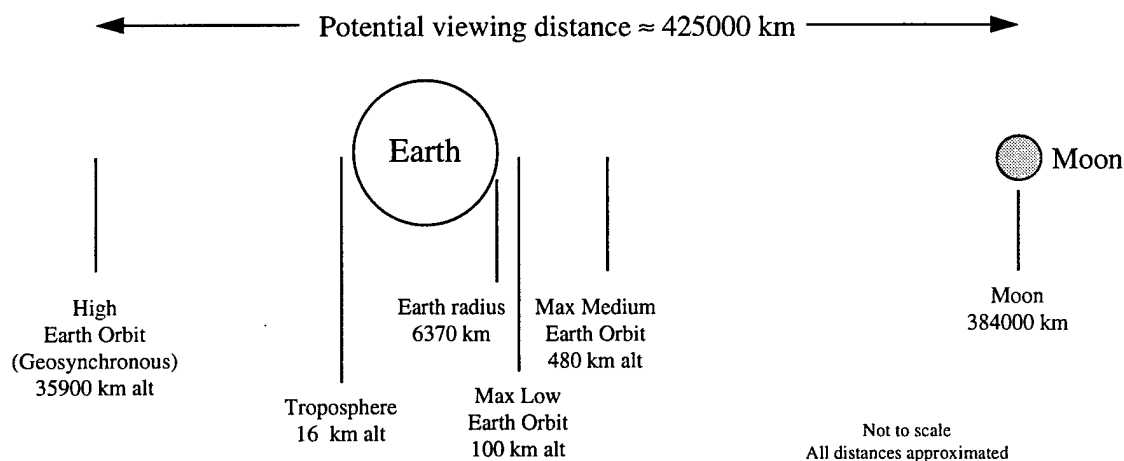 Potential viewing distance ≈ 425000 km
Earth
Moon
High
Earth Orbit
(Geosynchronous)
35900 km alt
Troposphere
16 km alt
Earth radius
6370 km
Max Low
Earth Orbit
100 km alt
Max Medium
Earth Orbit
480 km alt
Moon
384000 km
Not to scale
All distances approximated